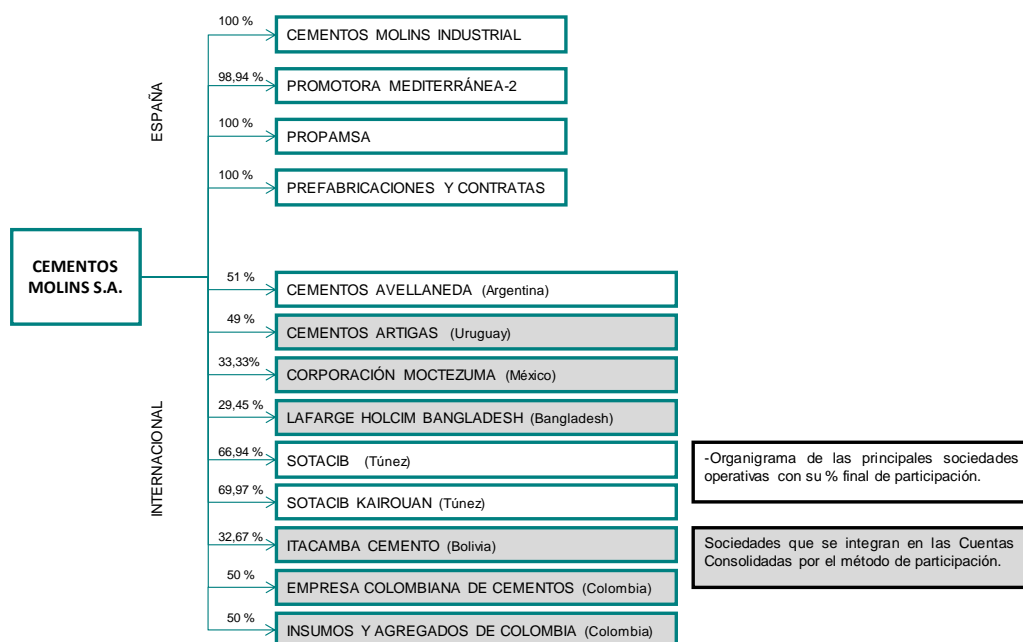 100 %
CEMENTOS MOLINS INDUSTRIAL
98,94 %
PROMOTORA MEDITERRÁNEA-2
ESPAÑA
100 %
PROPAMSA
100 %
PREFABRICACIONES Y CONTRATAS
CEMENTOS
MOLINS S.A.
51 %
CEMENTOS AVELLANEDA (Argentina)
49 %
CEMENTOS ARTIGAS (Uruguay)
33,33%
CORPORACIÓN MOCTEZUMA (México)
29,45 %
LAFARGE HOLCIM BANGLADESH (Bangladesh)
INTERNACIONAL
66,94 %
SOTACIB (Túnez)
69,97 %
SOTACIB KAIROUAN (Túnez)
32,67 %
ITACAMBA CEMENTO (Bolivia)
50 %
EMPRESA COLOMBIANA DE CEMENTOS (Colombia)
50 %
INSUMOS Y AGREGADOS DE COLOMBIA (Colombia)
-Organigrama de las principales sociedades
operativas con su % final de participación.
Sociedades que se integran en las Cuentas
Consolidadas por el método de participación.